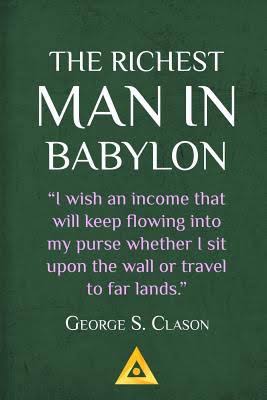 THE RICHEST
MAN IN
BABYLON
“I wish an income that
will keep flowing into
my purse whether I sit
upon the wall or travel
to far lands.”
GEORGE S. CLASON